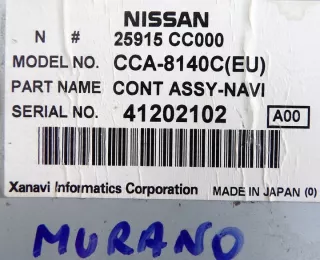 NISSAN
N # 25915 CC000
MODEL NO. CCA-8140C(EU)
PART NAME CONT ASSY-NAVI
SERIAL NO. 41202102 A00
Xanavi Informatics Corporation MADE IN JAPAN (0)
MURANO